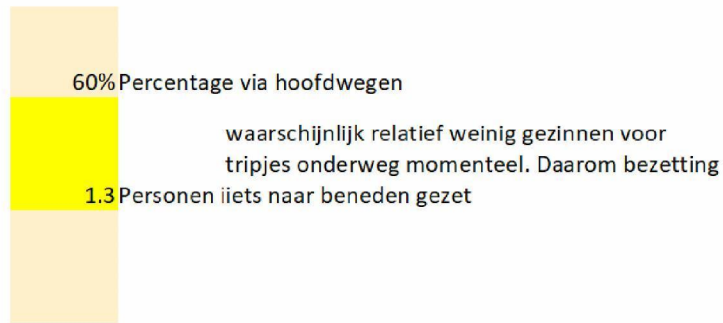 60% Percentage via hoofdwegen
waarschijnlijk relatief weinig gezinnen voor
tripjes onderweg momenteel. Daarom bezetting
1.3 Personen iets naar beneden gezet